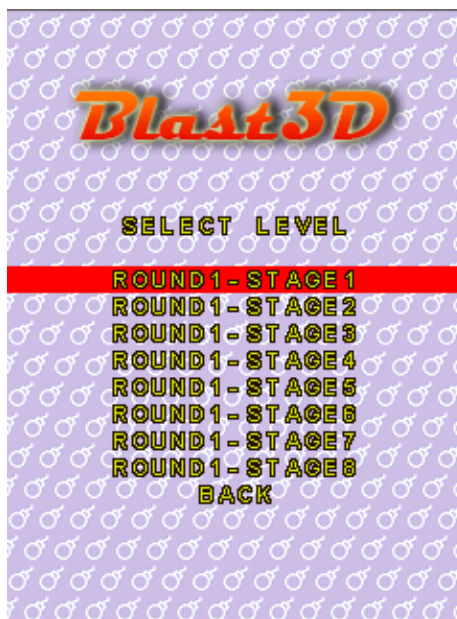 Blast3D
SELECT LEVEL
ROUND1-STAGE1
ROUND1-STAGE2
ROUND1-STAGE3
ROUND1-STAGE4
ROUND1-STAGE5
ROUND1-STAGE6
ROUND1-STAGE7
ROUND1-STAGE8
BACK